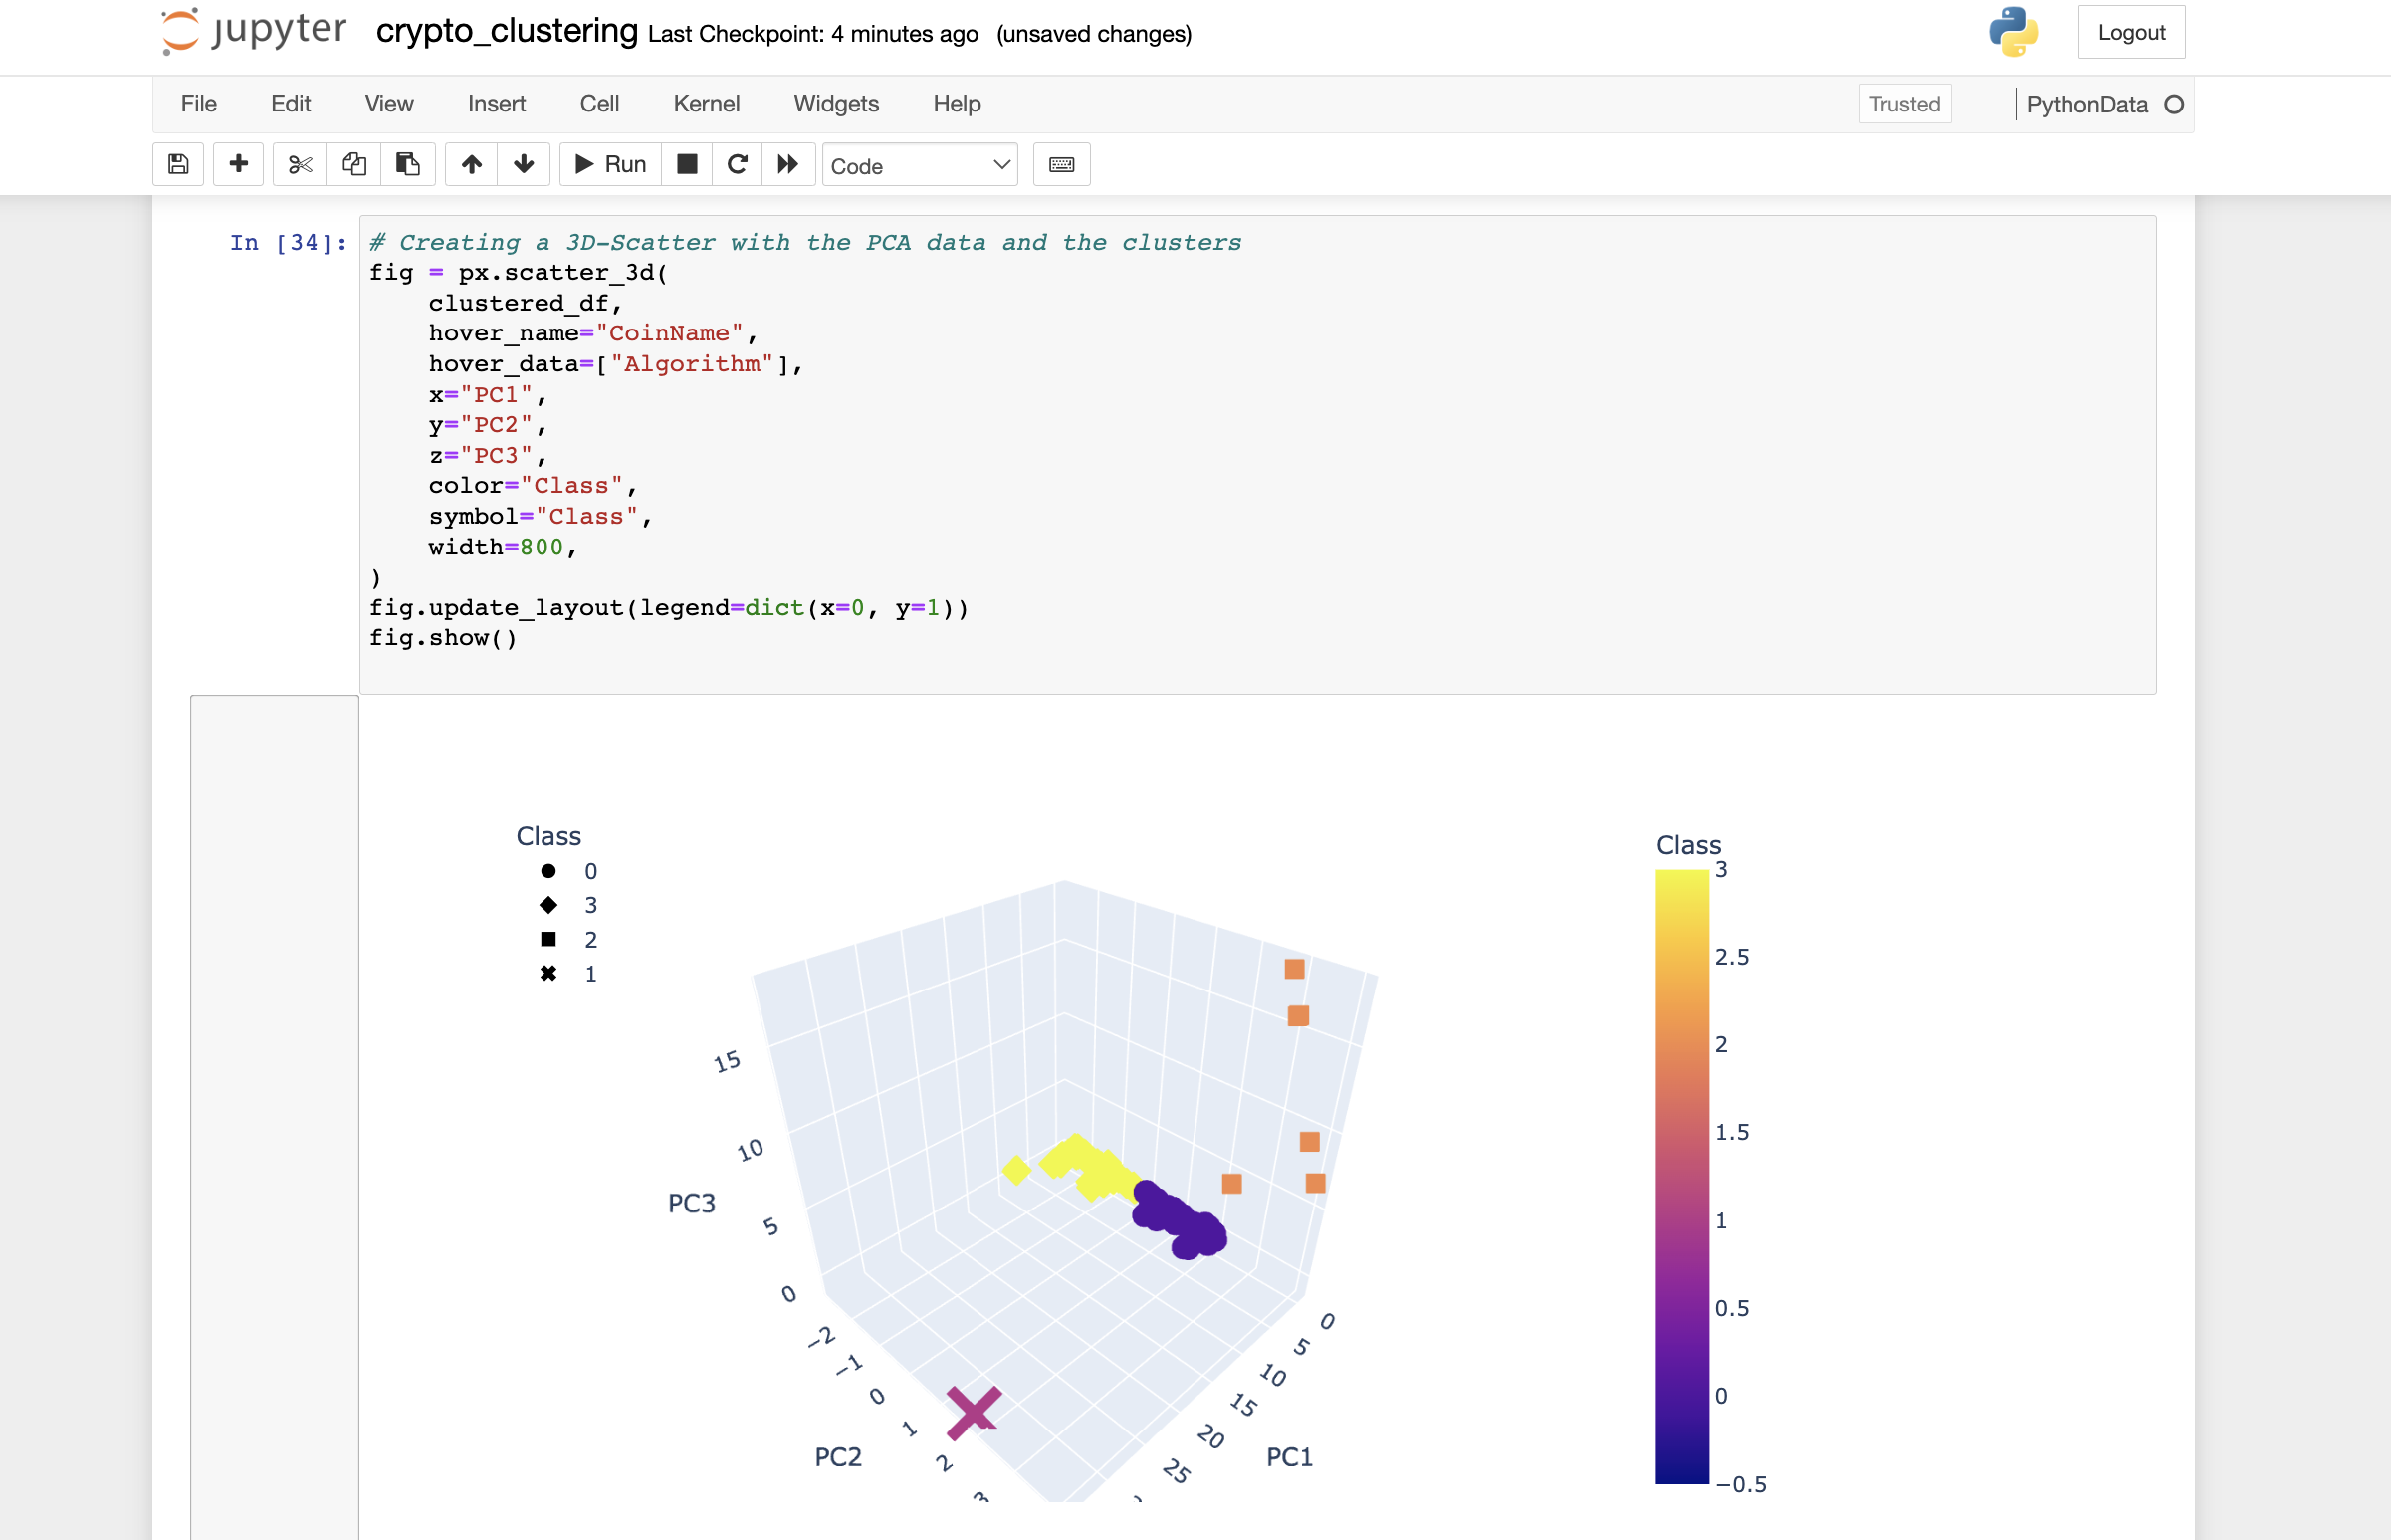 jupyter crypto_clustering Last Checkpoint: 4 minutes ago (unsaved changes) Logout
File Edit View Insert Cell Kernel Widgets Help Trusted PythonData
Run Code
In [34]: # Creating a 3D-Scatter with the PCA data and the clusters
fig = px.scatter_3d(
    clustered_df,
    hover_name="CoinName",
    hover_data=["Algorithm"],
    x="PC1",
    y="PC2",
    z="PC3",
    color="Class",
    symbol="Class",
    width=800,
)
fig.update_layout(legend=dict(x=0, y=1))
fig.show()
Class
0
3
2
1
15
10
PC3
5
0
−2
−1
0
1
2
3
PC2
0
5
10
15
20
25
PC1
Class
3
2.5
2
1.5
1
0.5
0
−0.5